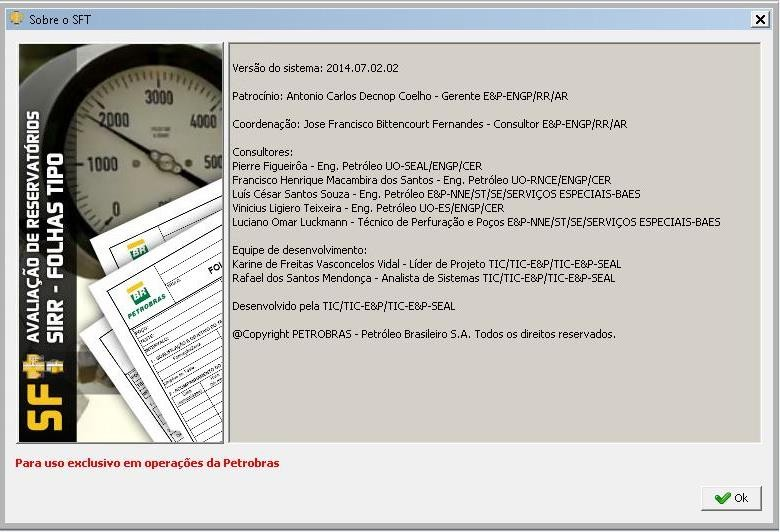 Sobre o SFT
Versão do sistema: 2014.07.02.02
Patrocínio: Antonio Carlos Decnop Coelho - Gerente E&P-ENGP/RR/AR
Coordenação: Jose Francisco Bittencourt Fernandes - Consultor E&P-ENGP/RR/AR
Consultores:
Pierre Figueirôa - Eng. Petróleo UO-SEAL/ENGP/CER
Francisco Henrique Macambira dos Santos - Eng. Petróleo UO-RNCE/ENGP/CER
Luís César Santos Souza - Eng. Petróleo E&P-NNE/ST/SE/SERVIÇOS ESPECIAIS-BAES
Vinicius Ligiero Teixeira - Eng. Petróleo UO-ES/ENGP/CER
Luciano Omar Luckmann - Técnico de Perfuração e Poços E&P-NNE/ST/SE/SERVIÇOS ESPECIAIS-BAES
Equipe de desenvolvimento:
Karine de Freitas Vasconcelos Vidal - Líder de Projeto TIC/TIC-E&P/TIC-E&P-SEAL
Rafael dos Santos Mendonça - Analista de Sistemas TIC/TIC-E&P/TIC-E&P-SEAL
Desenvolvido pela TIC/TIC-E&P/TIC-E&P-SEAL
@Copyright PETROBRAS - Petróleo Brasileiro S.A. Todos os direitos reservados.
SFT
AVALIAÇÃO DE RESERVATÓRIOS
SIRR - FOLHAS TIPO
3000
2000
4000
1000
500
0
BR
BR
PETROBRAS
FO
Para uso exclusivo em operações da Petrobras
Ok